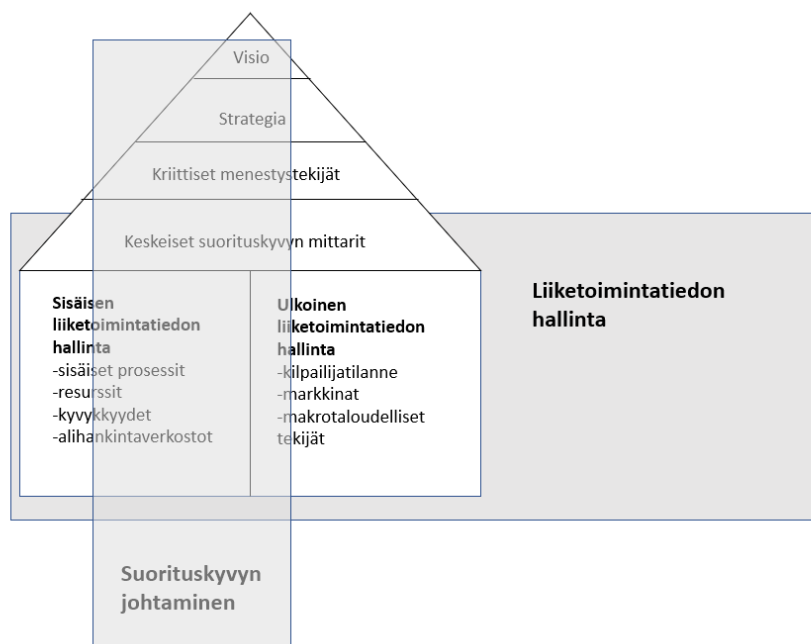 Visio
Strategia
Kriittiset menestystekijät
Keskeiset suorituskyvyn mittarit
Sisäisen
liiketoimintatiedon
hallinta
-sisäiset prosessit
-resurssit
-kyvykkyydet
-alihankintaverkostot
Ulkoinen
liiketoimintatiedon
hallinta
-kilpailijatilanne
-markkinat
-makrotaloudelliset
tekijät
Liiketoimintatiedon
hallinta
Suorituskyvyn
johtaminen